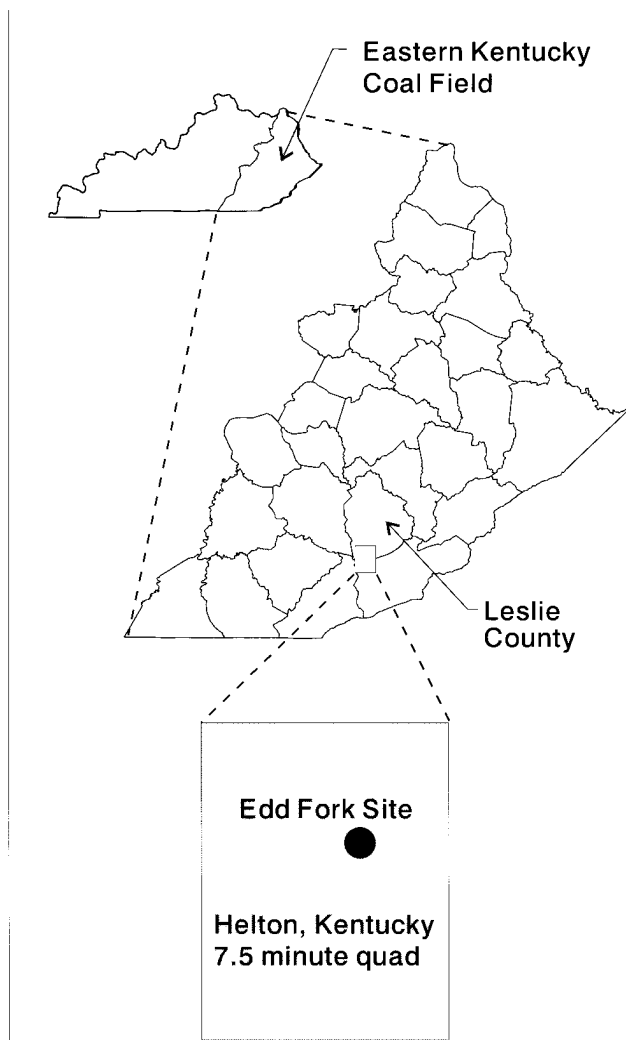 Eastern Kentucky
Coal Field
Leslie
County
Edd Fork Site
Helton, Kentucky
7.5 minute quad